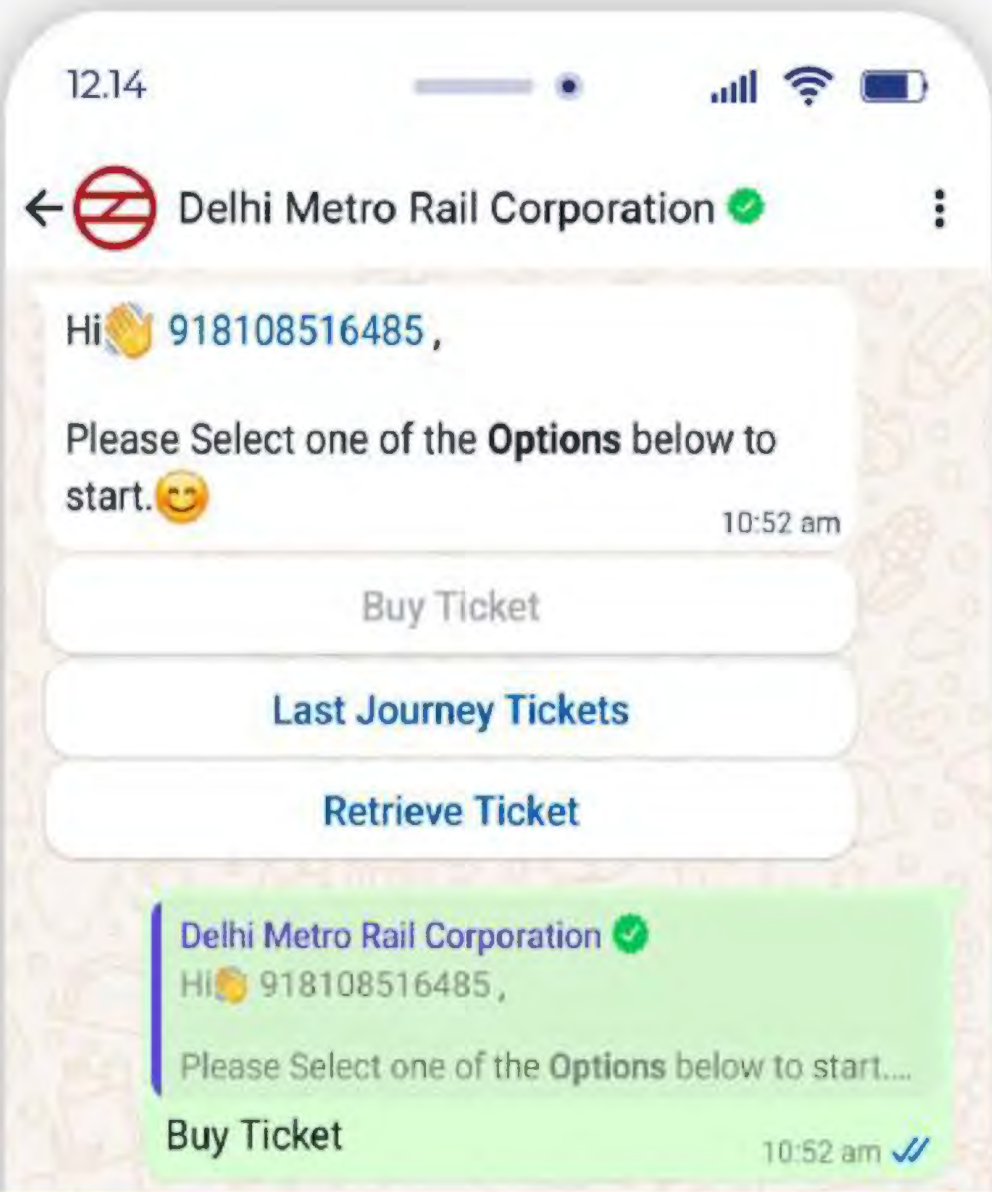 12.14
Delhi Metro Rail Corporation
Hi👋 918108516485 ,
Please Select one of the Options below to
start.😊
10:52 am
Buy Ticket
Last Journey Tickets
Retrieve Ticket
Delhi Metro Rail Corporation
Hi👋 918108516485 ,
Please Select one of the Options below to start....
Buy Ticket
10:52 am